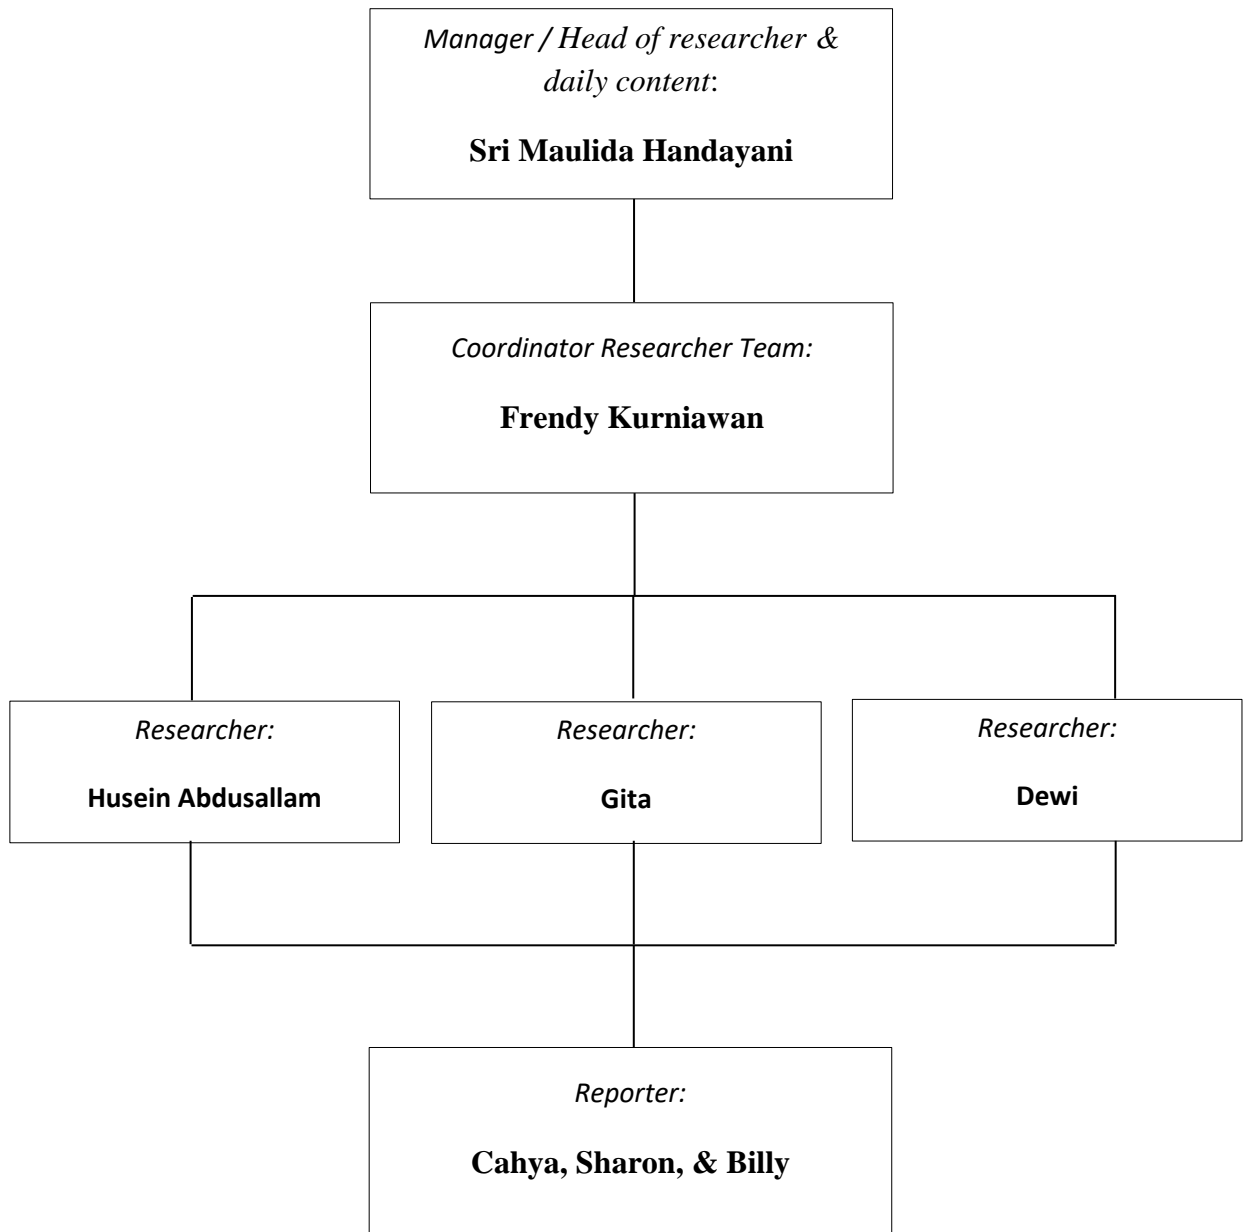 Manager / Head of researcher &
daily content:
Sri Maulida Handayani
Coordinator Researcher Team:
Frendy Kurniawan
Researcher:
Husein Abdusallam
Researcher:
Gita
Researcher:
Dewi
Reporter:
Cahya, Sharon, & Billy